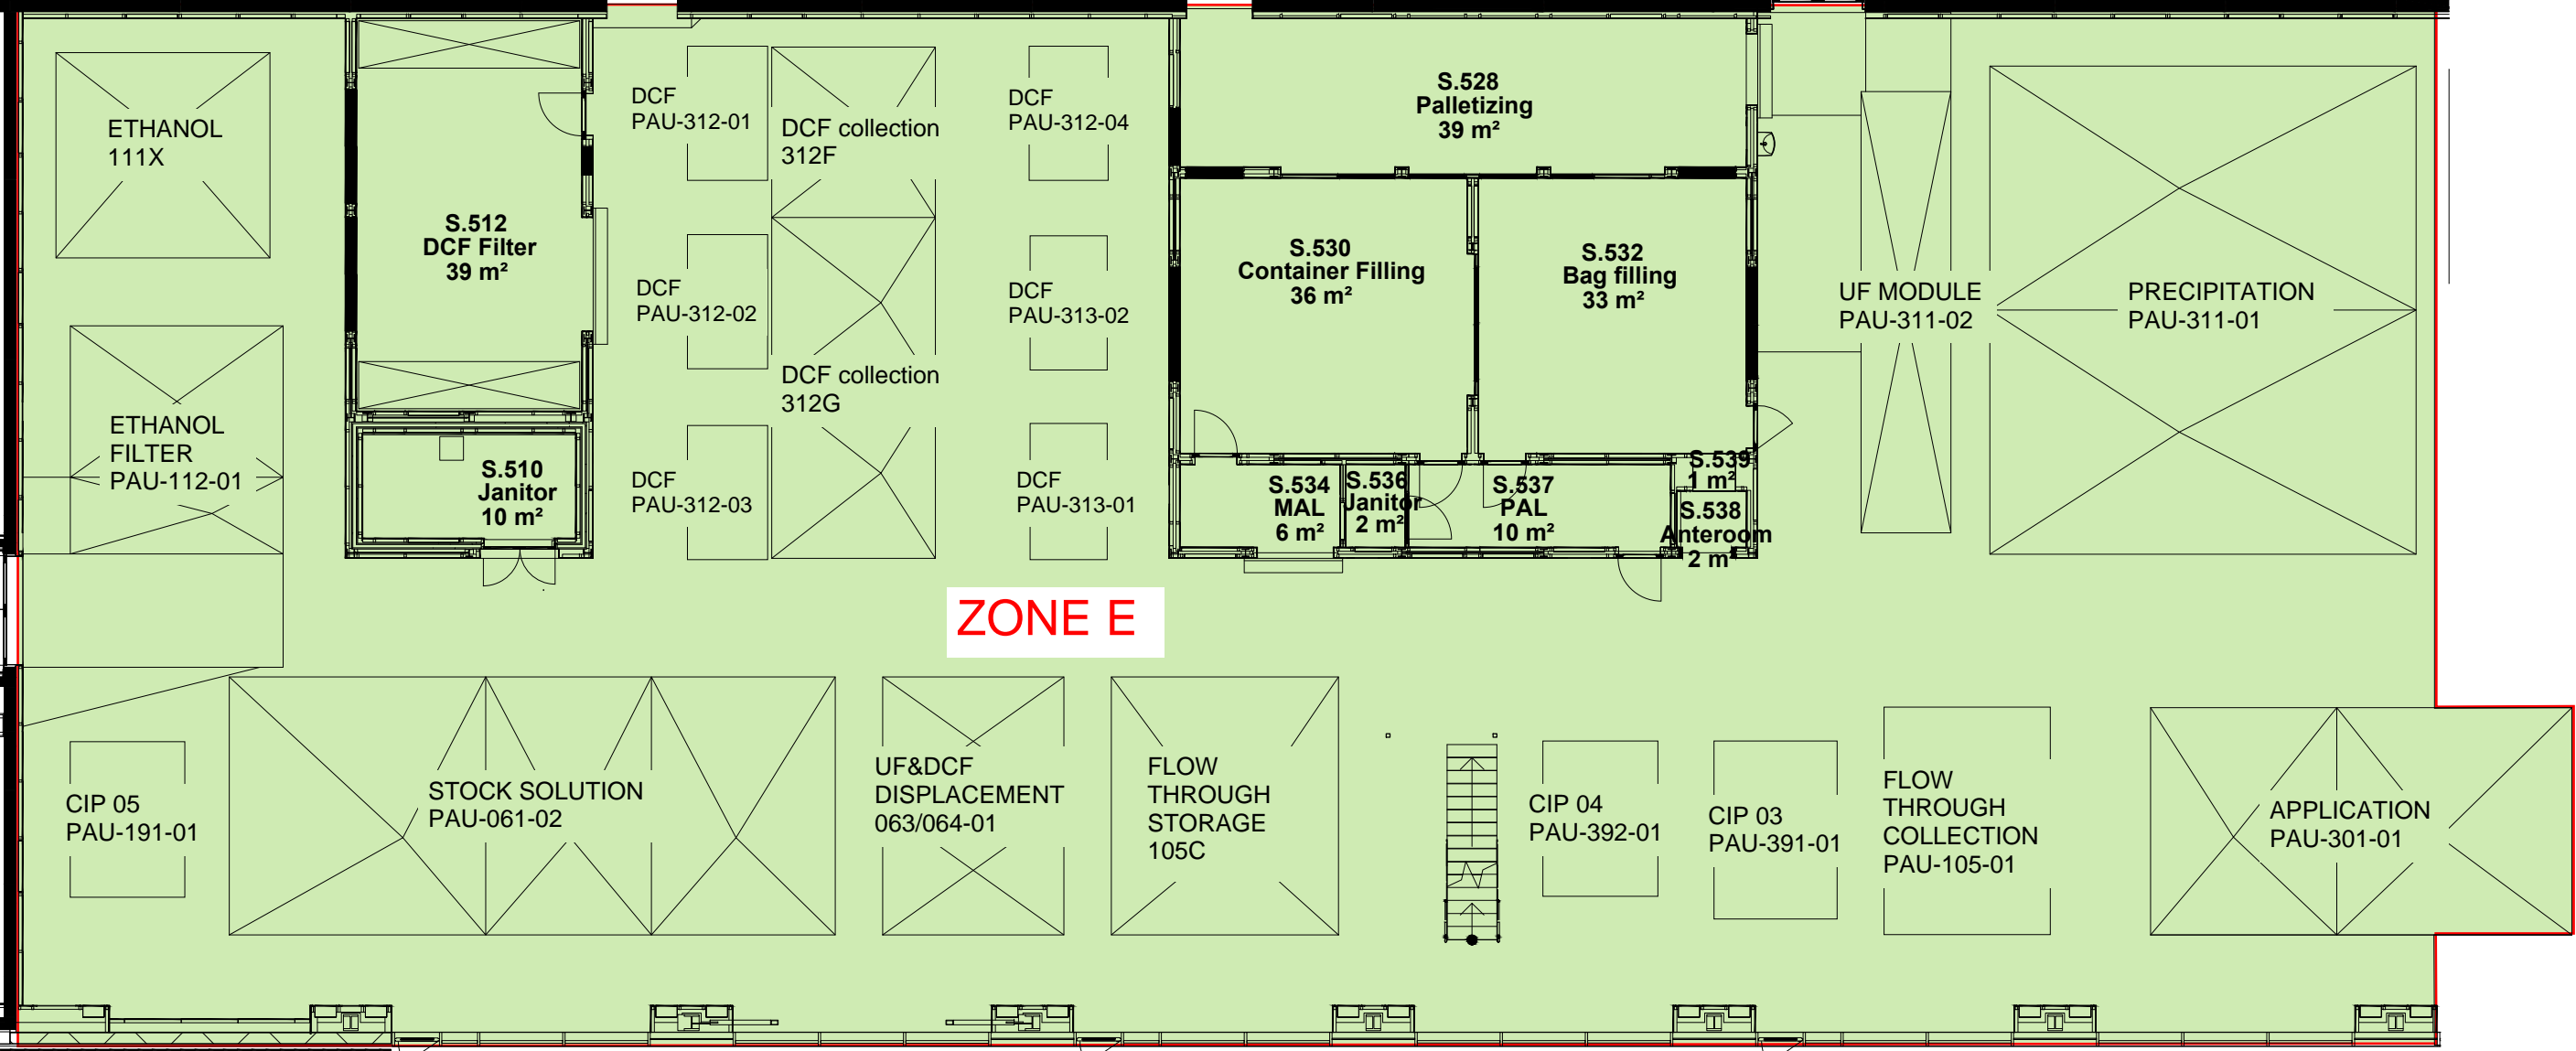 ETHANOL
111X
S.512
DCF Filter
39 m²
DCF
PAU-312-01
DCF collection
312F
DCF
PAU-312-04
S.528
Palletizing
39 m²
DCF
PAU-312-02
DCF
PAU-313-02
S.530
Container Filling
36 m²
S.532
Bag filling
33 m²
UF MODULE
PAU-311-02
PRECIPITATION
PAU-311-01
DCF collection
312G
ETHANOL
FILTER
PAU-112-01
S.510
Janitor
10 m²
DCF
PAU-312-03
DCF
PAU-313-01
S.534
MAL
6 m²
S.536
Janitor
2 m²
S.537
PAL
10 m²
S.539
1 m²
S.538
Anteroom
2 m²
ZONE E
CIP 05
PAU-191-01
STOCK SOLUTION
PAU-061-02
UF&DCF
DISPLACEMENT
063/064-01
FLOW
THROUGH
STORAGE
105C
CIP 04
PAU-392-01
CIP 03
PAU-391-01
FLOW
THROUGH
COLLECTION
PAU-105-01
APPLICATION
PAU-301-01